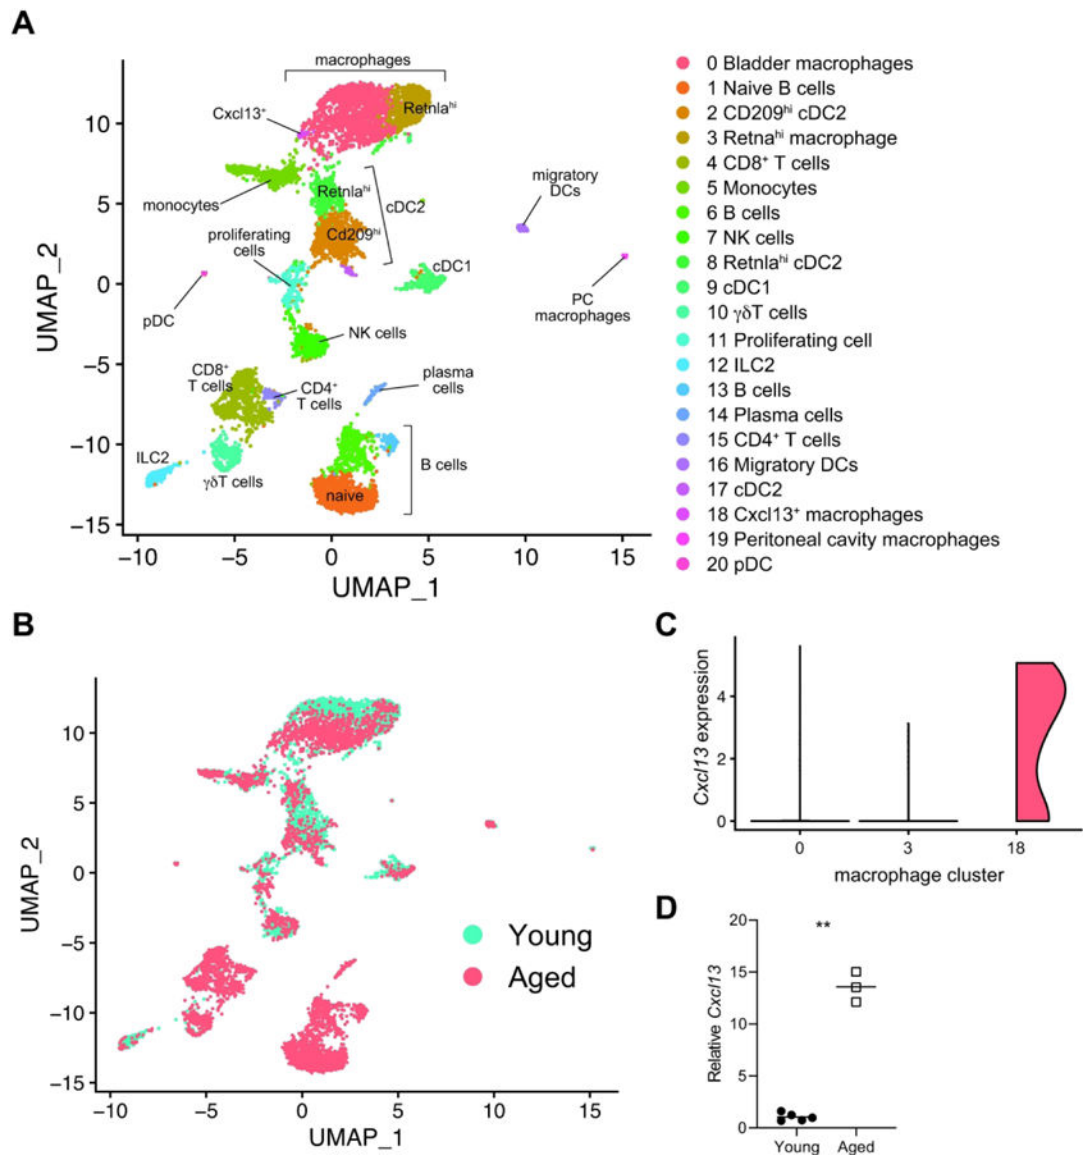 A
macrophages
Retnlaʰⁱ
Cxcl13⁺
monocytes
Retnlaʰⁱ
cDC2
Cd209ʰⁱ
proliferating
cells
migratory
DCs
cDC1
pDC
PC
macrophages
NK cells
CD8⁺
T cells
CD4⁺
T cells
plasma
cells
ILC2
γδT cells
B cells
naive
10
5
0
−5
−10
−15
UMAP_2
−10
−5
0
5
10
15
UMAP_1
0 Bladder macrophages
1 Naive B cells
2 CD209ʰⁱ cDC2
3 Retnaʰⁱ macrophage
4 CD8⁺ T cells
5 Monocytes
6 B cells
7 NK cells
8 Retnlaʰⁱ cDC2
9 cDC1
10 γδT cells
11 Proliferating cell
12 ILC2
13 B cells
14 Plasma cells
15 CD4⁺ T cells
16 Migratory DCs
17 cDC2
18 Cxcl13⁺ macrophages
19 Peritoneal cavity macrophages
20 pDC
B
10
5
0
−5
−10
−15
UMAP_2
−10
−5
0
5
10
15
UMAP_1
Young
Aged
C
Cxcl13 expression
4
2
0
0
3
18
macrophage cluster
D
Relative Cxcl13
20
15
10
5
0
**
Young
Aged